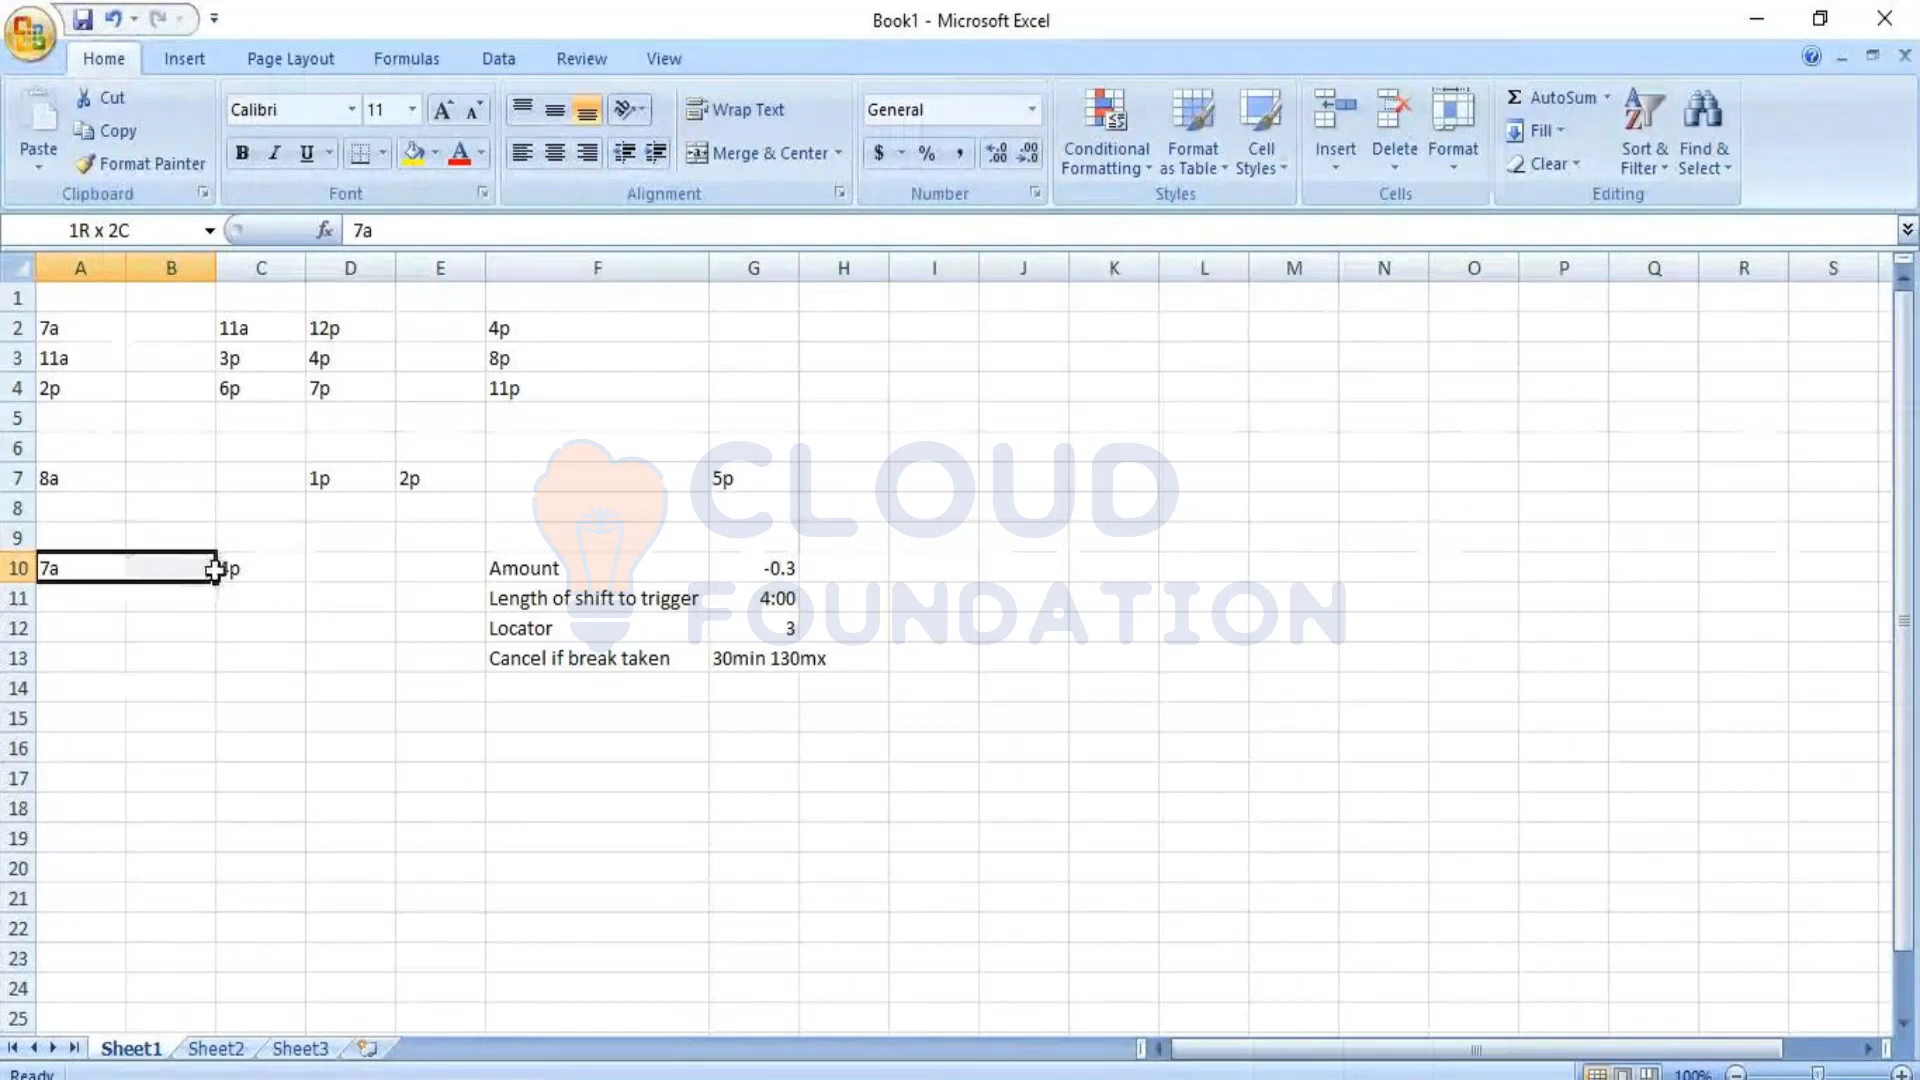 Book1 - Microsoft Excel
Home Insert Page Layout Formulas Data Review View
Paste Cut Copy Format Painter Clipboard
Calibri 11 B I U Font
Wrap Text Merge & Center Alignment
General $ % , .00 Number
Conditional Formatting Format as Table Cell Styles Styles
Insert Delete Format Cells
Σ AutoSum Fill Clear Sort & Filter Find & Select Editing
1R x 2C fx 7a
A B C D E F G H I J K L M N O P Q R S
1
2 7a 11a 12p 4p
3 11a 3p 4p 8p
4 2p 6p 7p 11p
5
6
7 8a 1p 2p 5p
8
9
10 7a Amount -0.3
11 Length of shift to trigger 4:00
12 Locator 3
13 Cancel if break taken 30min 130mx
14
15
16
17
18
19
20
21
22
23
24
25
CLOUD
FOUNDATION
Sheet1 Sheet2 Sheet3
Ready 100%